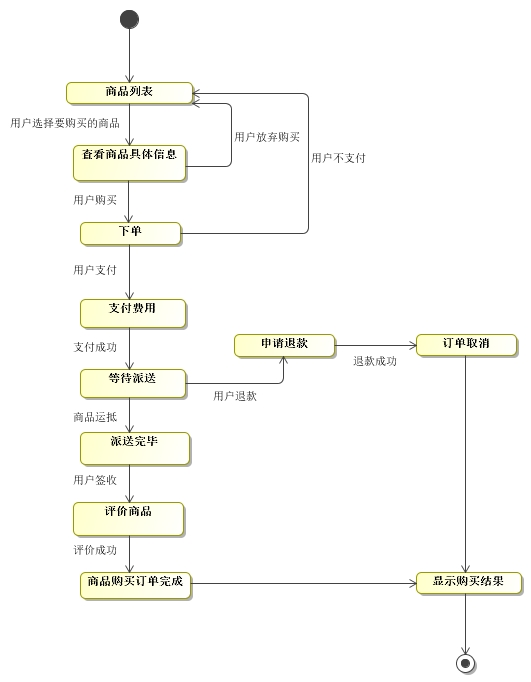 商品列表
用户选择要购买的商品
用户放弃购买
查看商品具体信息
用户不支付
用户购买
下单
用户支付
支付费用
支付成功
申请退款
订单取消
退款成功
等待派送
用户退款
商品运抵
派送完毕
用户签收
评价商品
评价成功
商品购买订单完成
显示购买结果